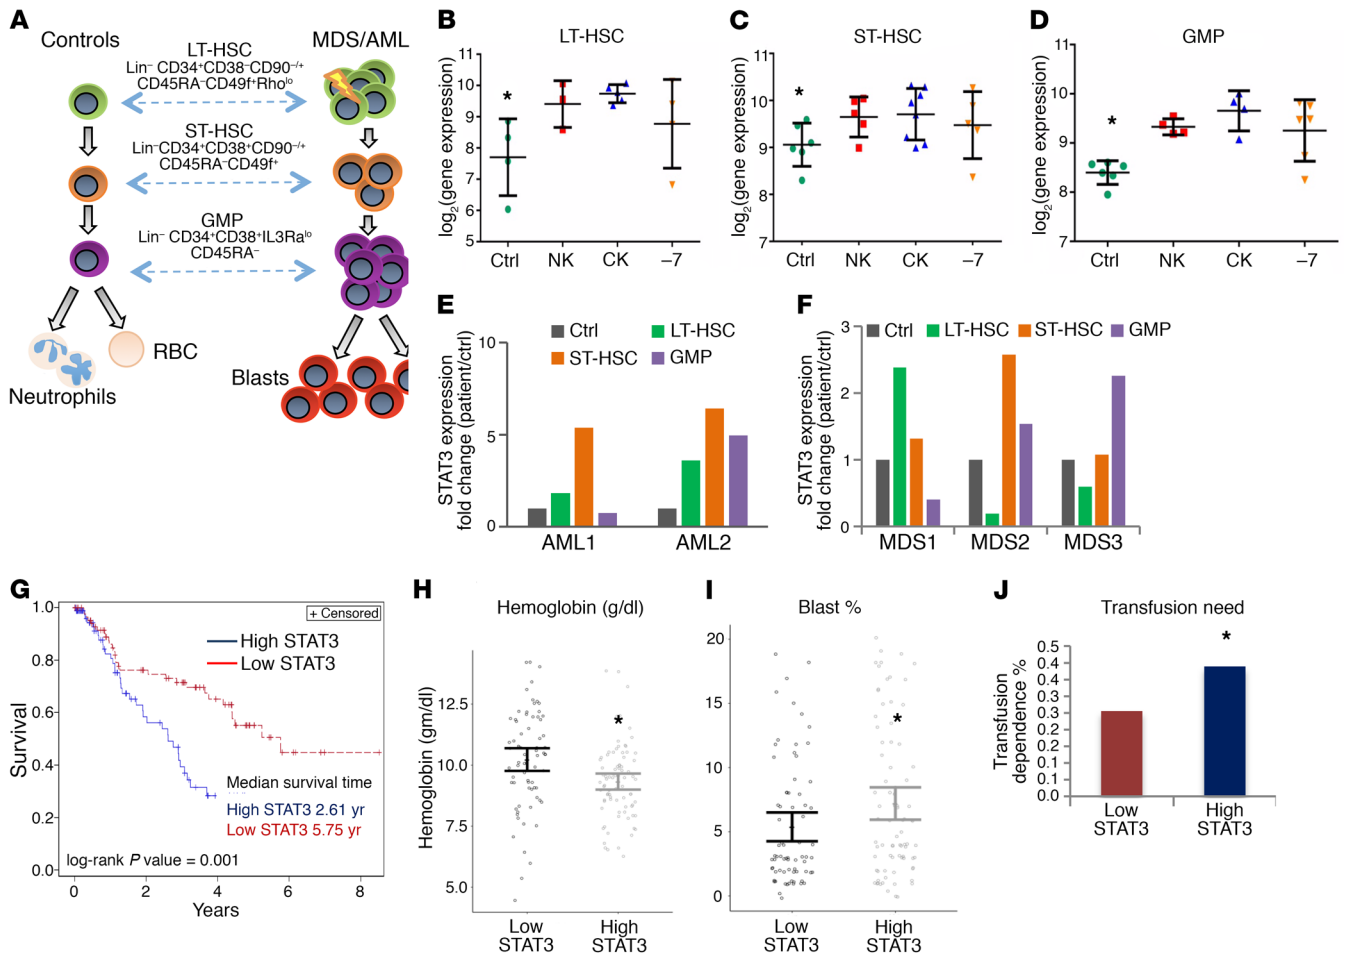 A
Controls
MDS/AML
LT-HSC
Lin– CD34+CD38–CD90–/+
CD45RA–CD49f+Rholo
ST-HSC
Lin–CD34+CD38+CD90–/+
CD45RA–CD49f+
GMP
Lin– CD34+CD38+IL3Ralo
CD45RA–
RBC
Neutrophils
Blasts
B
LT-HSC
log2(gene expression)
11
10
9
8
7
6
5
*
Ctrl NK CK –7
C
ST-HSC
log2(gene expression)
11
10
9
8
7
*
Ctrl NK CK –7
D
GMP
log2(gene expression)
11
10
9
8
7
*
Ctrl NK CK –7
E
STAT3 expression
fold change (patient/ctrl)
Ctrl LT-HSC
ST-HSC GMP
10
5
0
AML1 AML2
F
STAT3 expression
fold change (patient/ctrl)
Ctrl LT-HSC ST-HSC GMP
3
2
1
0
MDS1 MDS2 MDS3
G
Survival
1.0
0.8
0.6
0.4
0.2
0.0
+ Censored
High STAT3
Low STAT3
Median survival time
High STAT3 2.61 yr
Low STAT3 5.75 yr
log-rank P value = 0.001
0 2 4 6 8
Years
H
Hemoglobin (g/dl)
Hemoglobin (gm/dl)
12.5
10.0
7.5
5.0
*
Low STAT3
High STAT3
I
Blast %
20
15
10
5
0
*
Low STAT3
High STAT3
J
Transfusion need
Transfusion
dependence %
0.5
0.4
0.4
0.3
0.3
0.2
0.2
0.1
0.1
0.0
*
Low
STAT3
High
STAT3